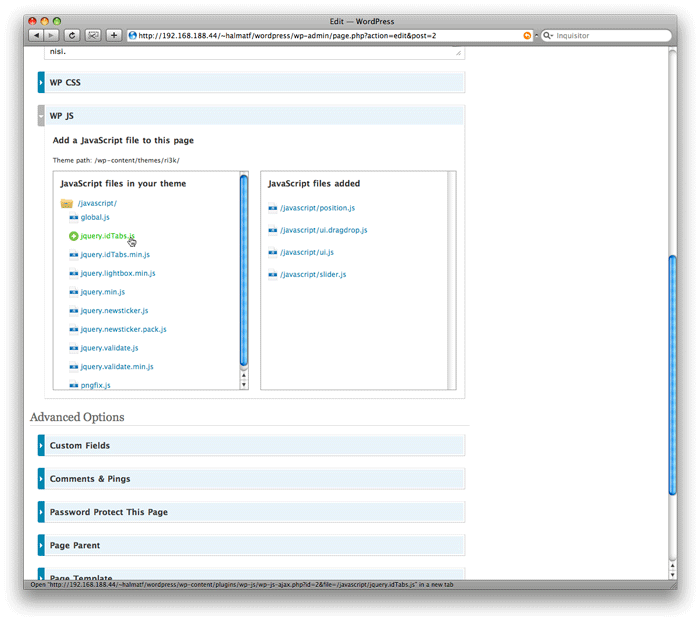 Edit — WordPress
http://192.168.188.44/~halmatf/wordpress/wp-admin/page.php?action=edit&post=2
Inquisitor
nisi.
WP CSS
WP JS
Add a JavaScript file to this page
Theme path: /wp-content/themes/ri3k/
JavaScript files in your theme
/javascript/
global.js
jquery.idTabs.js
jquery.idTabs.min.js
jquery.lightbox.min.js
jquery.min.js
jquery.newsticker.js
jquery.newsticker.pack.js
jquery.validate.js
jquery.validate.min.js
pngfix.js
JavaScript files added
/javascript/position.js
/javascript/ui.dragdrop.js
/javascript/ui.js
/javascript/slider.js
Advanced Options
Custom Fields
Comments & Pings
Password Protect This Page
Page Parent
Page Template
Open "http://192.168.188.44/~halmatf/wordpress/wp-content/plugins/wp-js/wp-js-ajax.php?id=2&file=/javascript/jquery.idTabs.js" in a new tab